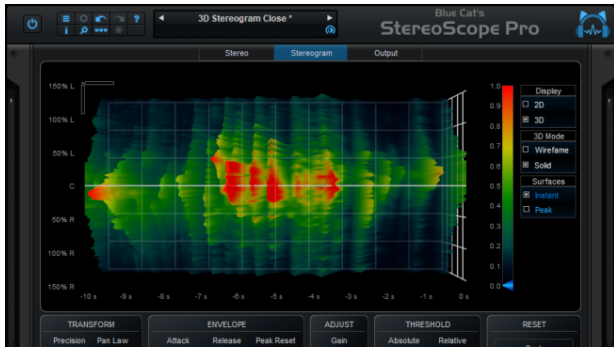 Blue Cat's
StereoScope Pro
3D Stereogram Close *
Stereo Stereogram Output
150% L
100% L
50% L
C
50% R
100% R
150% R
-10 s -9 s -8 s -7 s -6 s -5 s -4 s -3 s -2 s -1 s 0 s
1.0
0.9
0.8
0.7
0.6
0.5
0.4
0.3
0.2
0.1
0.0
Display
2D
3D
3D Mode
Wireframe
Solid
Surfaces
Instant
Peak
TRANSFORM ENVELOPE ADJUST THRESHOLD RESET
Precision Pan Law Attack Release Peak Reset Gain Absolute Relative